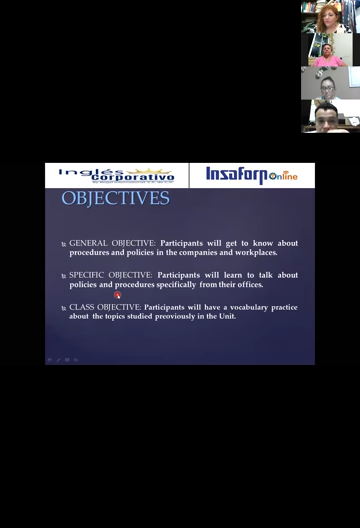 Inglés
Corporativo
Insaforp Online
OBJECTIVES
GENERAL OBJECTIVE: Participants will get to know about
procedures and policies in the companies and workplaces.
SPECIFIC OBJECTIVE: Participants will learn to talk about
policies and procedures specifically from their offices.
CLASS OBJECTIVE: Participants will have a vocabulary practice
about the topics studied preoviously in the Unit.